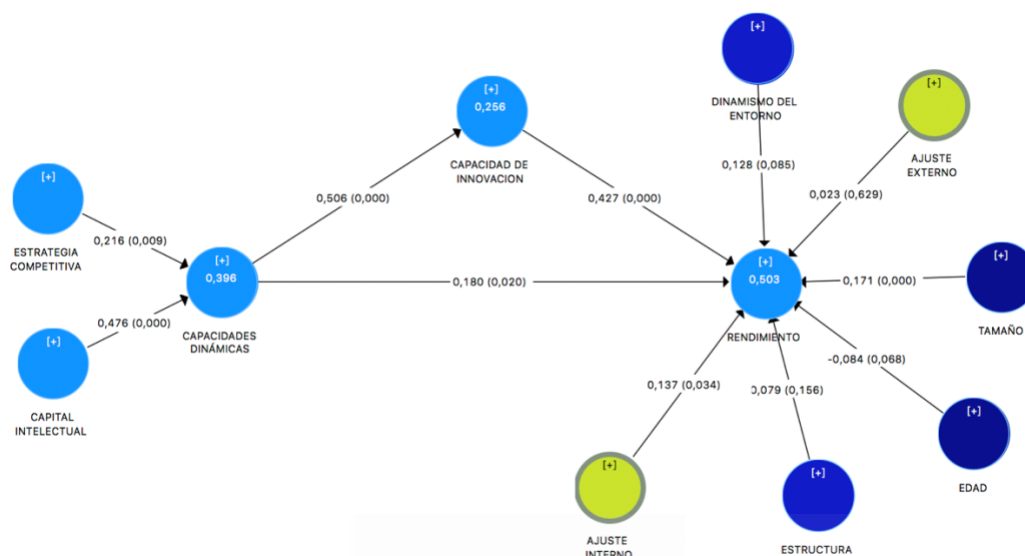 [+]
DINAMISMO DEL
ENTORNO
[+]
AJUSTE
EXTERNO
[+]
0,256
CAPACIDAD DE
INNOVACION
0,128 (0,085)
0,023 (0,629)
0,506 (0,000)
0,427 (0,000)
[+]
ESTRATEGIA
COMPETITIVA
0,216 (0,009)
[+]
0,396
CAPACIDADES
DINÁMICAS
0,180 (0,020)
[+]
0,503
RENDIMIENTO
0,171 (0,000)
[+]
TAMAÑO
0,476 (0,000)
[+]
CAPITAL
INTELECTUAL
-0,084 (0,068)
0,137 (0,034)
0,079 (0,156)
[+]
EDAD
[+]
AJUSTE
INTERNO
[+]
ESTRUCTURA